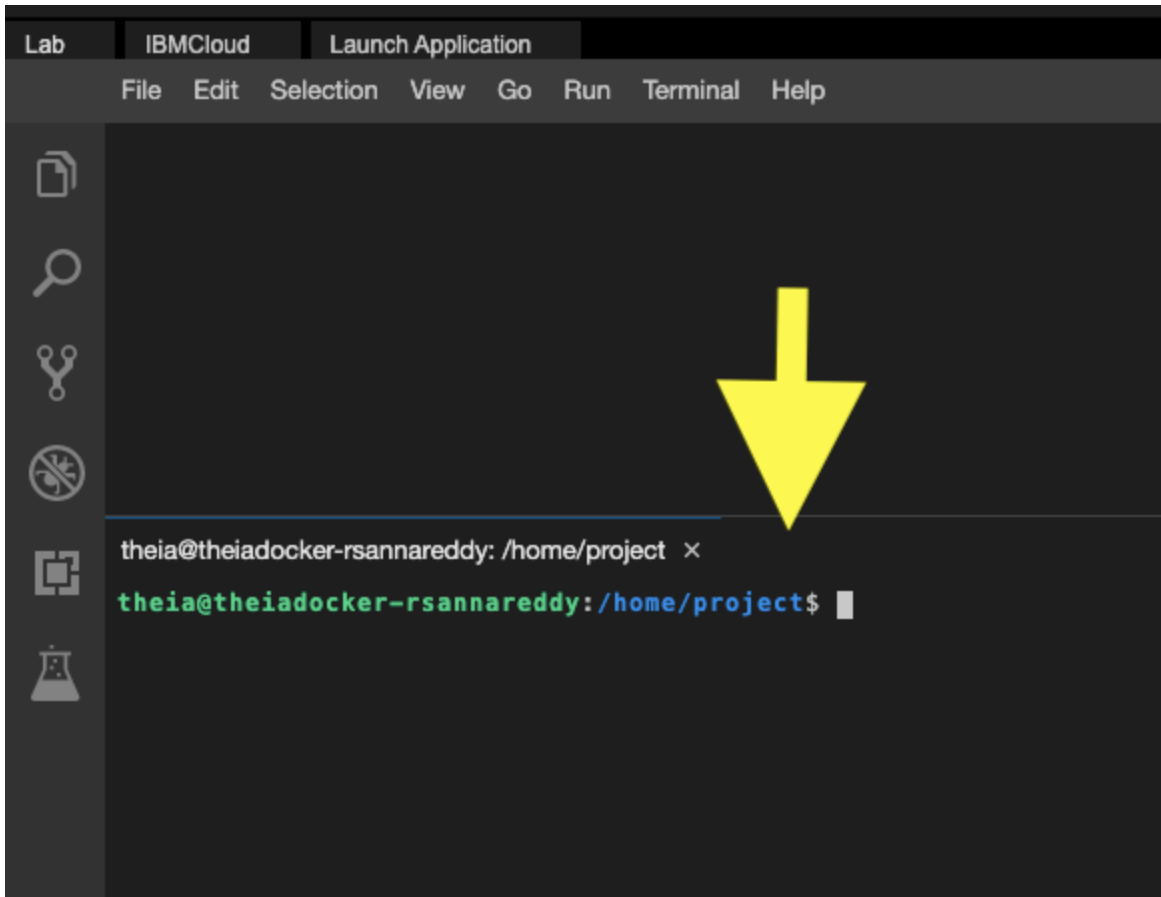 Lab IBMCloud Launch Application
File Edit Selection View Go Run Terminal Help
theia@theiadocker-rsannareddy: /home/project ×
theia@theiadocker-rsannareddy:/home/project$